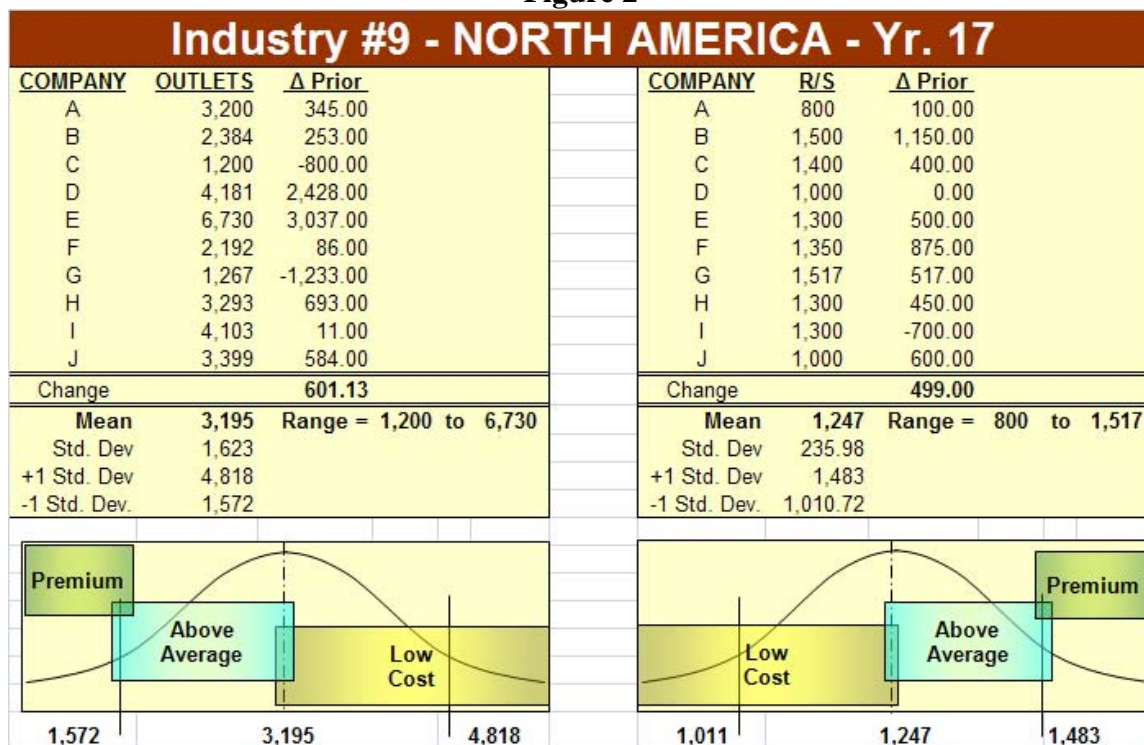 Figure 2
Industry #9 - NORTH AMERICA - Yr. 17
COMPANY OUTLETS Δ Prior
A 3,200 345.00
B 2,384 253.00
C 1,200 -800.00
D 4,181 2,428.00
E 6,730 3,037.00
F 2,192 86.00
G 1,267 -1,233.00
H 3,293 693.00
I 4,103 11.00
J 3,399 584.00
Change 601.13
Mean 3,195 Range = 1,200 to 6,730
Std. Dev 1,623
+1 Std. Dev 4,818
-1 Std. Dev. 1,572
Premium
Above
Average
Low
Cost
1,572 3,195 4,818
COMPANY R/S Δ Prior
A 800 100.00
B 1,500 1,150.00
C 1,400 400.00
D 1,000 0.00
E 1,300 500.00
F 1,350 875.00
G 1,517 517.00
H 1,300 450.00
I 1,300 -700.00
J 1,000 600.00
Change 499.00
Mean 1,247 Range = 800 to 1,517
Std. Dev 235.98
+1 Std. Dev 1,483
-1 Std. Dev. 1,010.72
Low
Cost
Above
Average
Premium
1,011 1,247 1,483